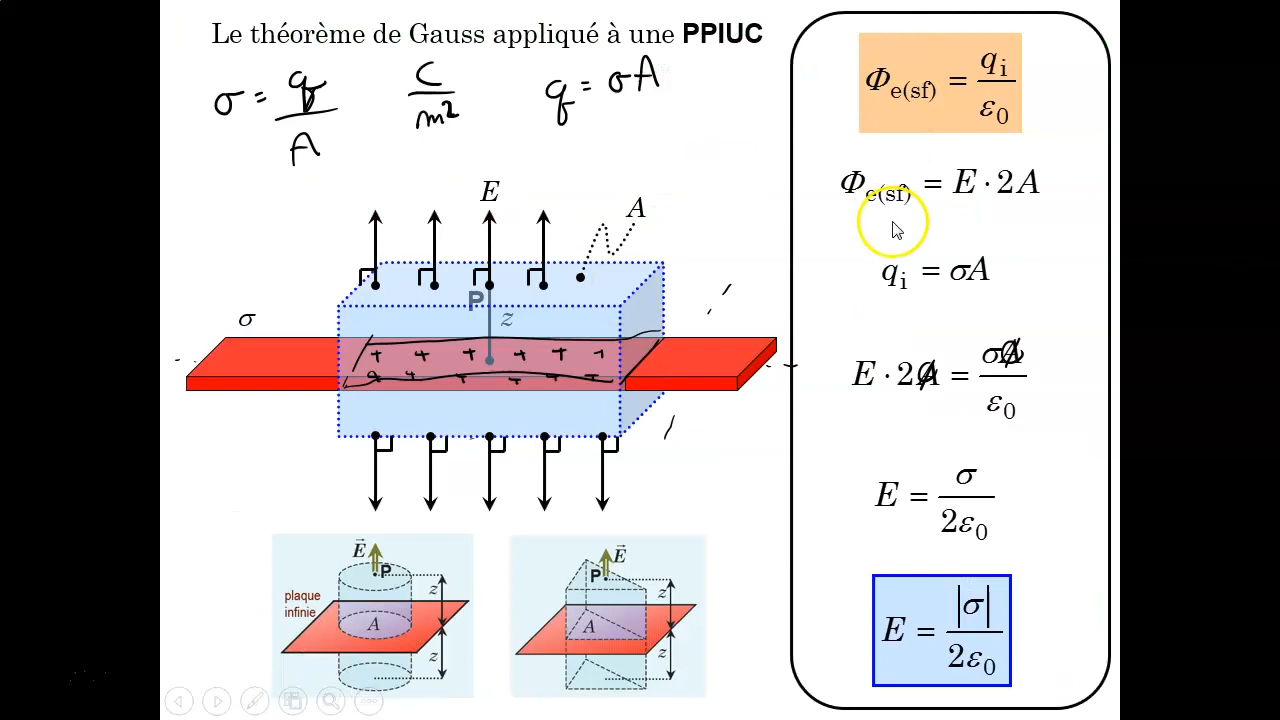 Le théorème de Gauss appliqué à une PPIUC
σ = q / A
C / m²
q = σA
E
A
P
z
σ
+ + + + + +
+ + + + + +
E⃗
P
z
plaque
infinie
A
z
E⃗
P
z
A
z
Φe(sf) = qi / ε0
Φe(sf) = E · 2A
qi = σA
E · 2A = σA / ε0
E = σ / 2ε0
E = |σ| / 2ε0